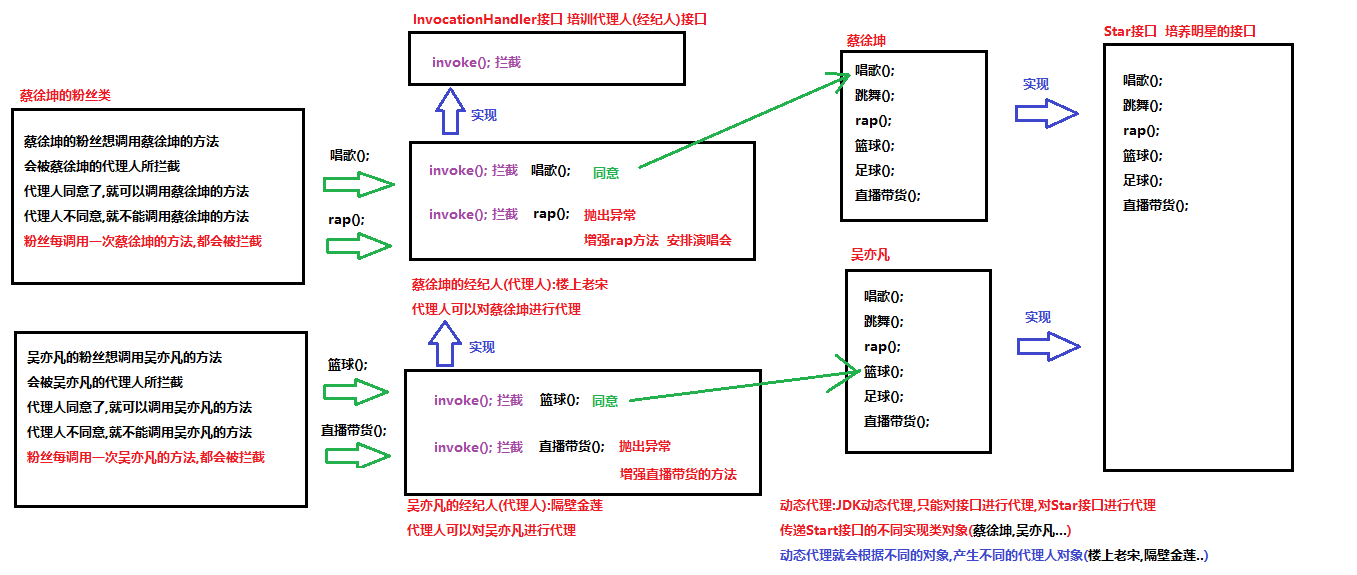 InvocationHandler接口 培训代理人(经纪人)接口
invoke(); 拦截
实现
蔡徐坤的粉丝类
蔡徐坤的粉丝想调用蔡徐坤的方法
会被蔡徐坤的代理人所拦截
代理人同意了,就可以调用蔡徐坤的方法
代理人不同意,就不能调用蔡徐坤的方法
粉丝每调用一次蔡徐坤的方法,都会被拦截
唱歌();
rap();
invoke(); 拦截 唱歌(); 同意
invoke(); 拦截 rap(); 抛出异常
增强rap方法 安排演唱会
蔡徐坤的经纪人(代理人):楼上老宋
代理人可以对蔡徐坤进行代理
蔡徐坤
唱歌();
跳舞();
rap();
篮球();
足球();
直播带货();
实现
Star接口 培养明星的接口
唱歌();
跳舞();
rap();
篮球();
足球();
直播带货();
吴亦凡的粉丝想调用吴亦凡的方法
会被吴亦凡的代理人所拦截
代理人同意了,就可以调用吴亦凡的方法
代理人不同意,就不能调用吴亦凡的方法
粉丝每调用一次吴亦凡的方法,都会被拦截
篮球();
直播带货();
实现
invoke(); 拦截 篮球(); 同意
invoke(); 拦截 直播带货(); 抛出异常
增强直播带货的方法
吴亦凡的经纪人(代理人):隔壁金莲
代理人可以对吴亦凡进行代理
吴亦凡
唱歌();
跳舞();
rap();
篮球();
足球();
直播带货();
实现
动态代理:JDK动态代理,只能对接口进行代理,对Star接口进行代理
传递Start接口的不同实现类对象(蔡徐坤,吴亦凡...)
动态代理就会根据不同的对象,产生不同的代理人对象(楼上老宋,隔壁金莲..)